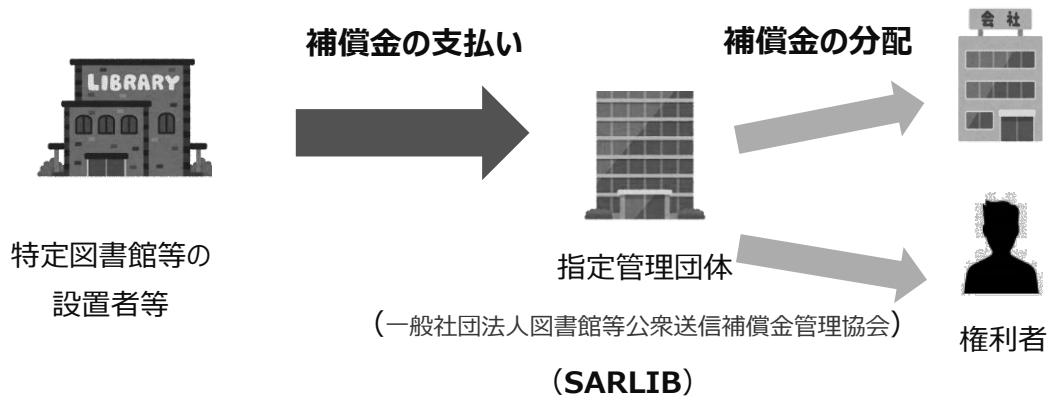 補償金の支払い
補償金の分配
会社
LIBRARY
特定図書館等の
設置者等
指定管理団体
（一般社団法人図書館等公衆送信補償金管理協会）
（SARLIB）
権利者